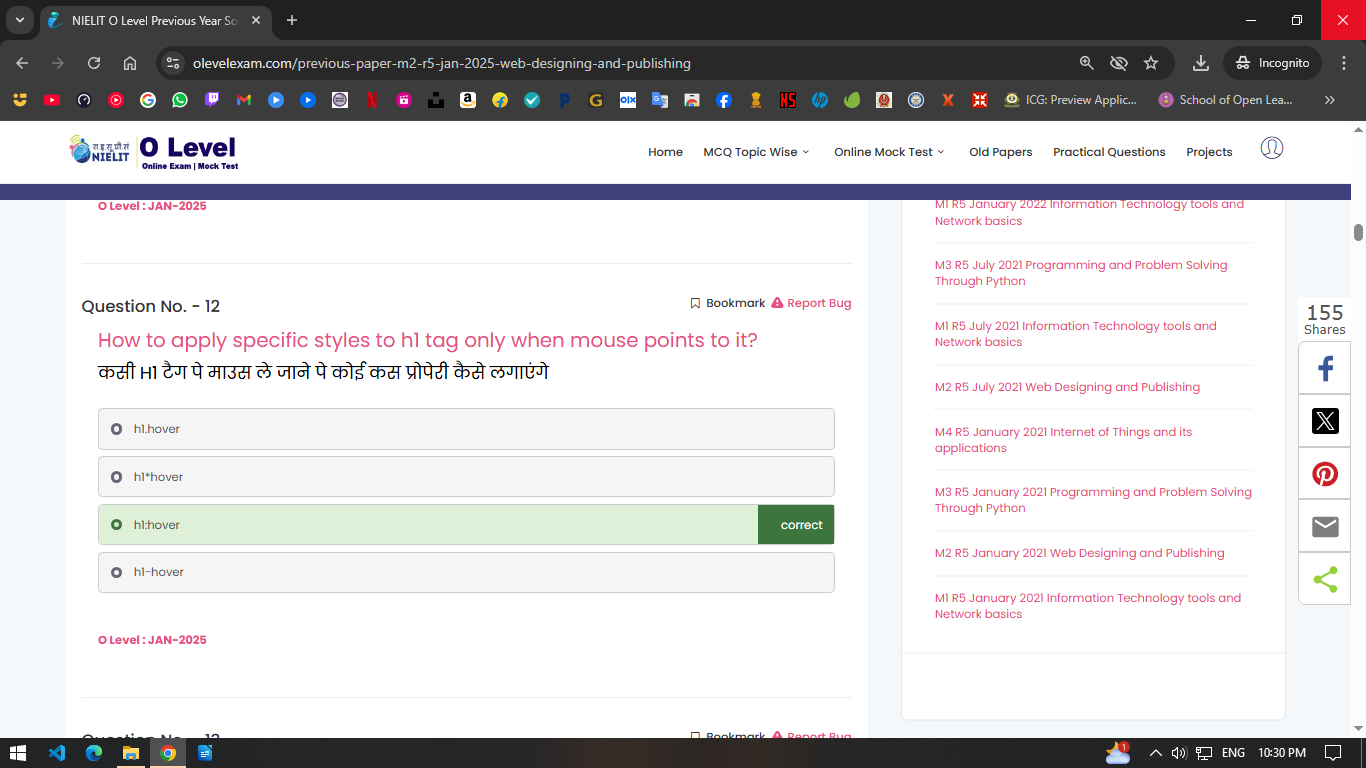 NIELIT O Level Previous Year So
olevelexam.com/previous-paper-m2-r5-jan-2025-web-designing-and-publishing
Incognito
ICG: Preview Applic...
School of Open Lea...
NIELIT
O Level
Online Exam | Mock Test
Home
MCQ Topic Wise
Online Mock Test
Old Papers
Practical Questions
Projects
O Level : JAN-2025
Question No. - 12
Bookmark
Report Bug
How to apply specific styles to h1 tag only when mouse points to it?
कसी H1 टैग पे माउस ले जाने पे कोई कस प्रोपेरी कैसे लगाएंगे
h1.hover
h1*hover
h1:hover
correct
h1-hover
O Level : JAN-2025
Bookmark
Report Bug
M1 R5 January 2022 Information Technology tools and
Network basics
M3 R5 July 2021 Programming and Problem Solving
Through Python
M1 R5 July 2021 Information Technology tools and
Network basics
M2 R5 July 2021 Web Designing and Publishing
M4 R5 January 2021 Internet of Things and its
applications
M3 R5 January 2021 Programming and Problem Solving
Through Python
M2 R5 January 2021 Web Designing and Publishing
M1 R5 January 2021 Information Technology tools and
Network basics
155
Shares
ENG
10:30 PM